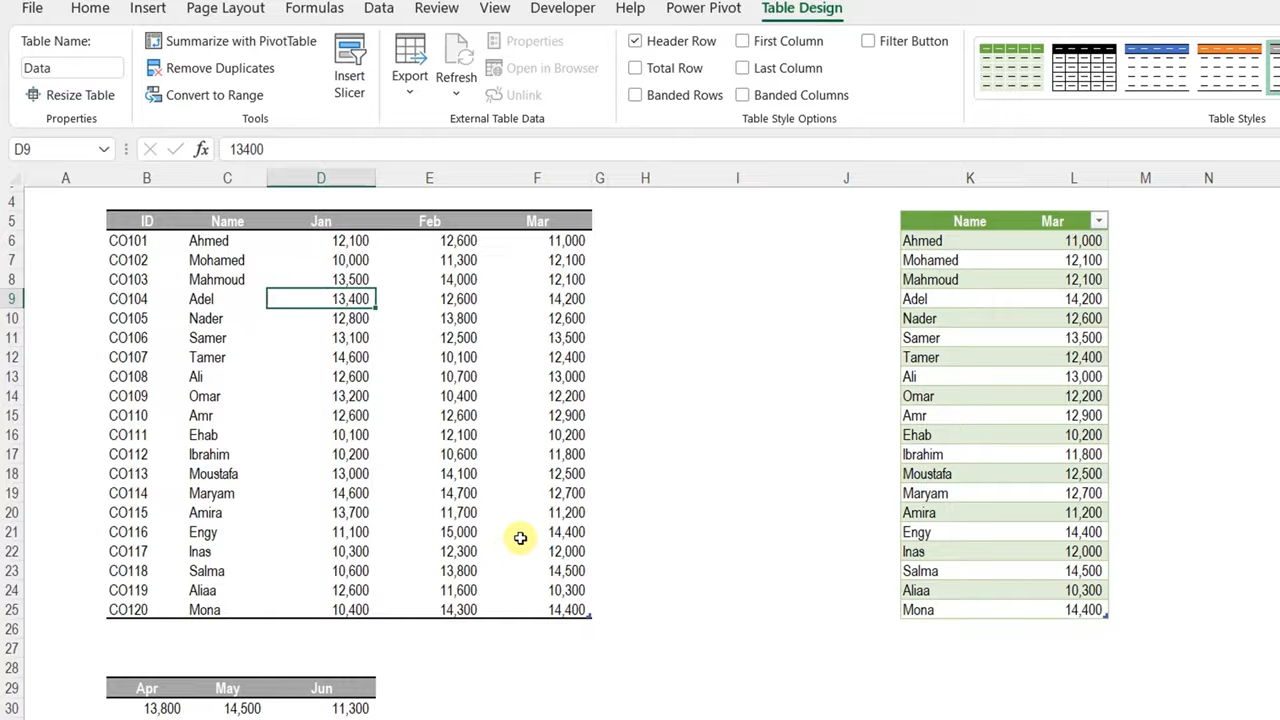 File Home Insert Page Layout Formulas Data Review View Developer Help Power Pivot Table Design
Table Name:
Data
Resize Table
Properties
Summarize with PivotTable
Remove Duplicates
Convert to Range
Insert
Slicer
Tools
Export
Refresh
Properties
Open in Browser
Unlink
External Table Data
Header Row First Column Filter Button
Total Row Last Column
Banded Rows Banded Columns
Table Style Options
Table Styles
D9 fx 13400
A B C D E F G H I J K L M N
4
5 ID Name Jan Feb Mar Name Mar
6 CO101 Ahmed 12,100 12,600 11,000 Ahmed 11,000
7 CO102 Mohamed 10,000 11,300 12,100 Mohamed 12,100
8 CO103 Mahmoud 13,500 14,000 12,100 Mahmoud 12,100
9 CO104 Adel 13,400 12,600 14,200 Adel 14,200
10 CO105 Nader 12,800 13,800 12,600 Nader 12,600
11 CO106 Samer 13,100 12,500 13,500 Samer 13,500
12 CO107 Tamer 14,600 10,100 12,400 Tamer 12,400
13 CO108 Ali 12,600 10,700 13,000 Ali 13,000
14 CO109 Omar 13,200 10,400 12,200 Omar 12,200
15 CO110 Amr 12,600 12,600 12,900 Amr 12,900
16 CO111 Ehab 10,100 12,100 10,200 Ehab 10,200
17 CO112 Ibrahim 10,200 10,600 11,800 Ibrahim 11,800
18 CO113 Moustafa 13,000 14,100 12,500 Moustafa 12,500
19 CO114 Maryam 14,600 14,700 12,700 Maryam 12,700
20 CO115 Amira 13,700 11,700 11,200 Amira 11,200
21 CO116 Engy 11,100 15,000 14,400 Engy 14,400
22 CO117 Inas 10,300 12,300 12,000 Inas 12,000
23 CO118 Salma 10,600 13,800 14,500 Salma 14,500
24 CO119 Aliaa 12,600 11,600 10,300 Aliaa 10,300
25 CO120 Mona 10,400 14,300 14,400 Mona 14,400
26
27
28
29 Apr May Jun
30 13,800 14,500 11,300